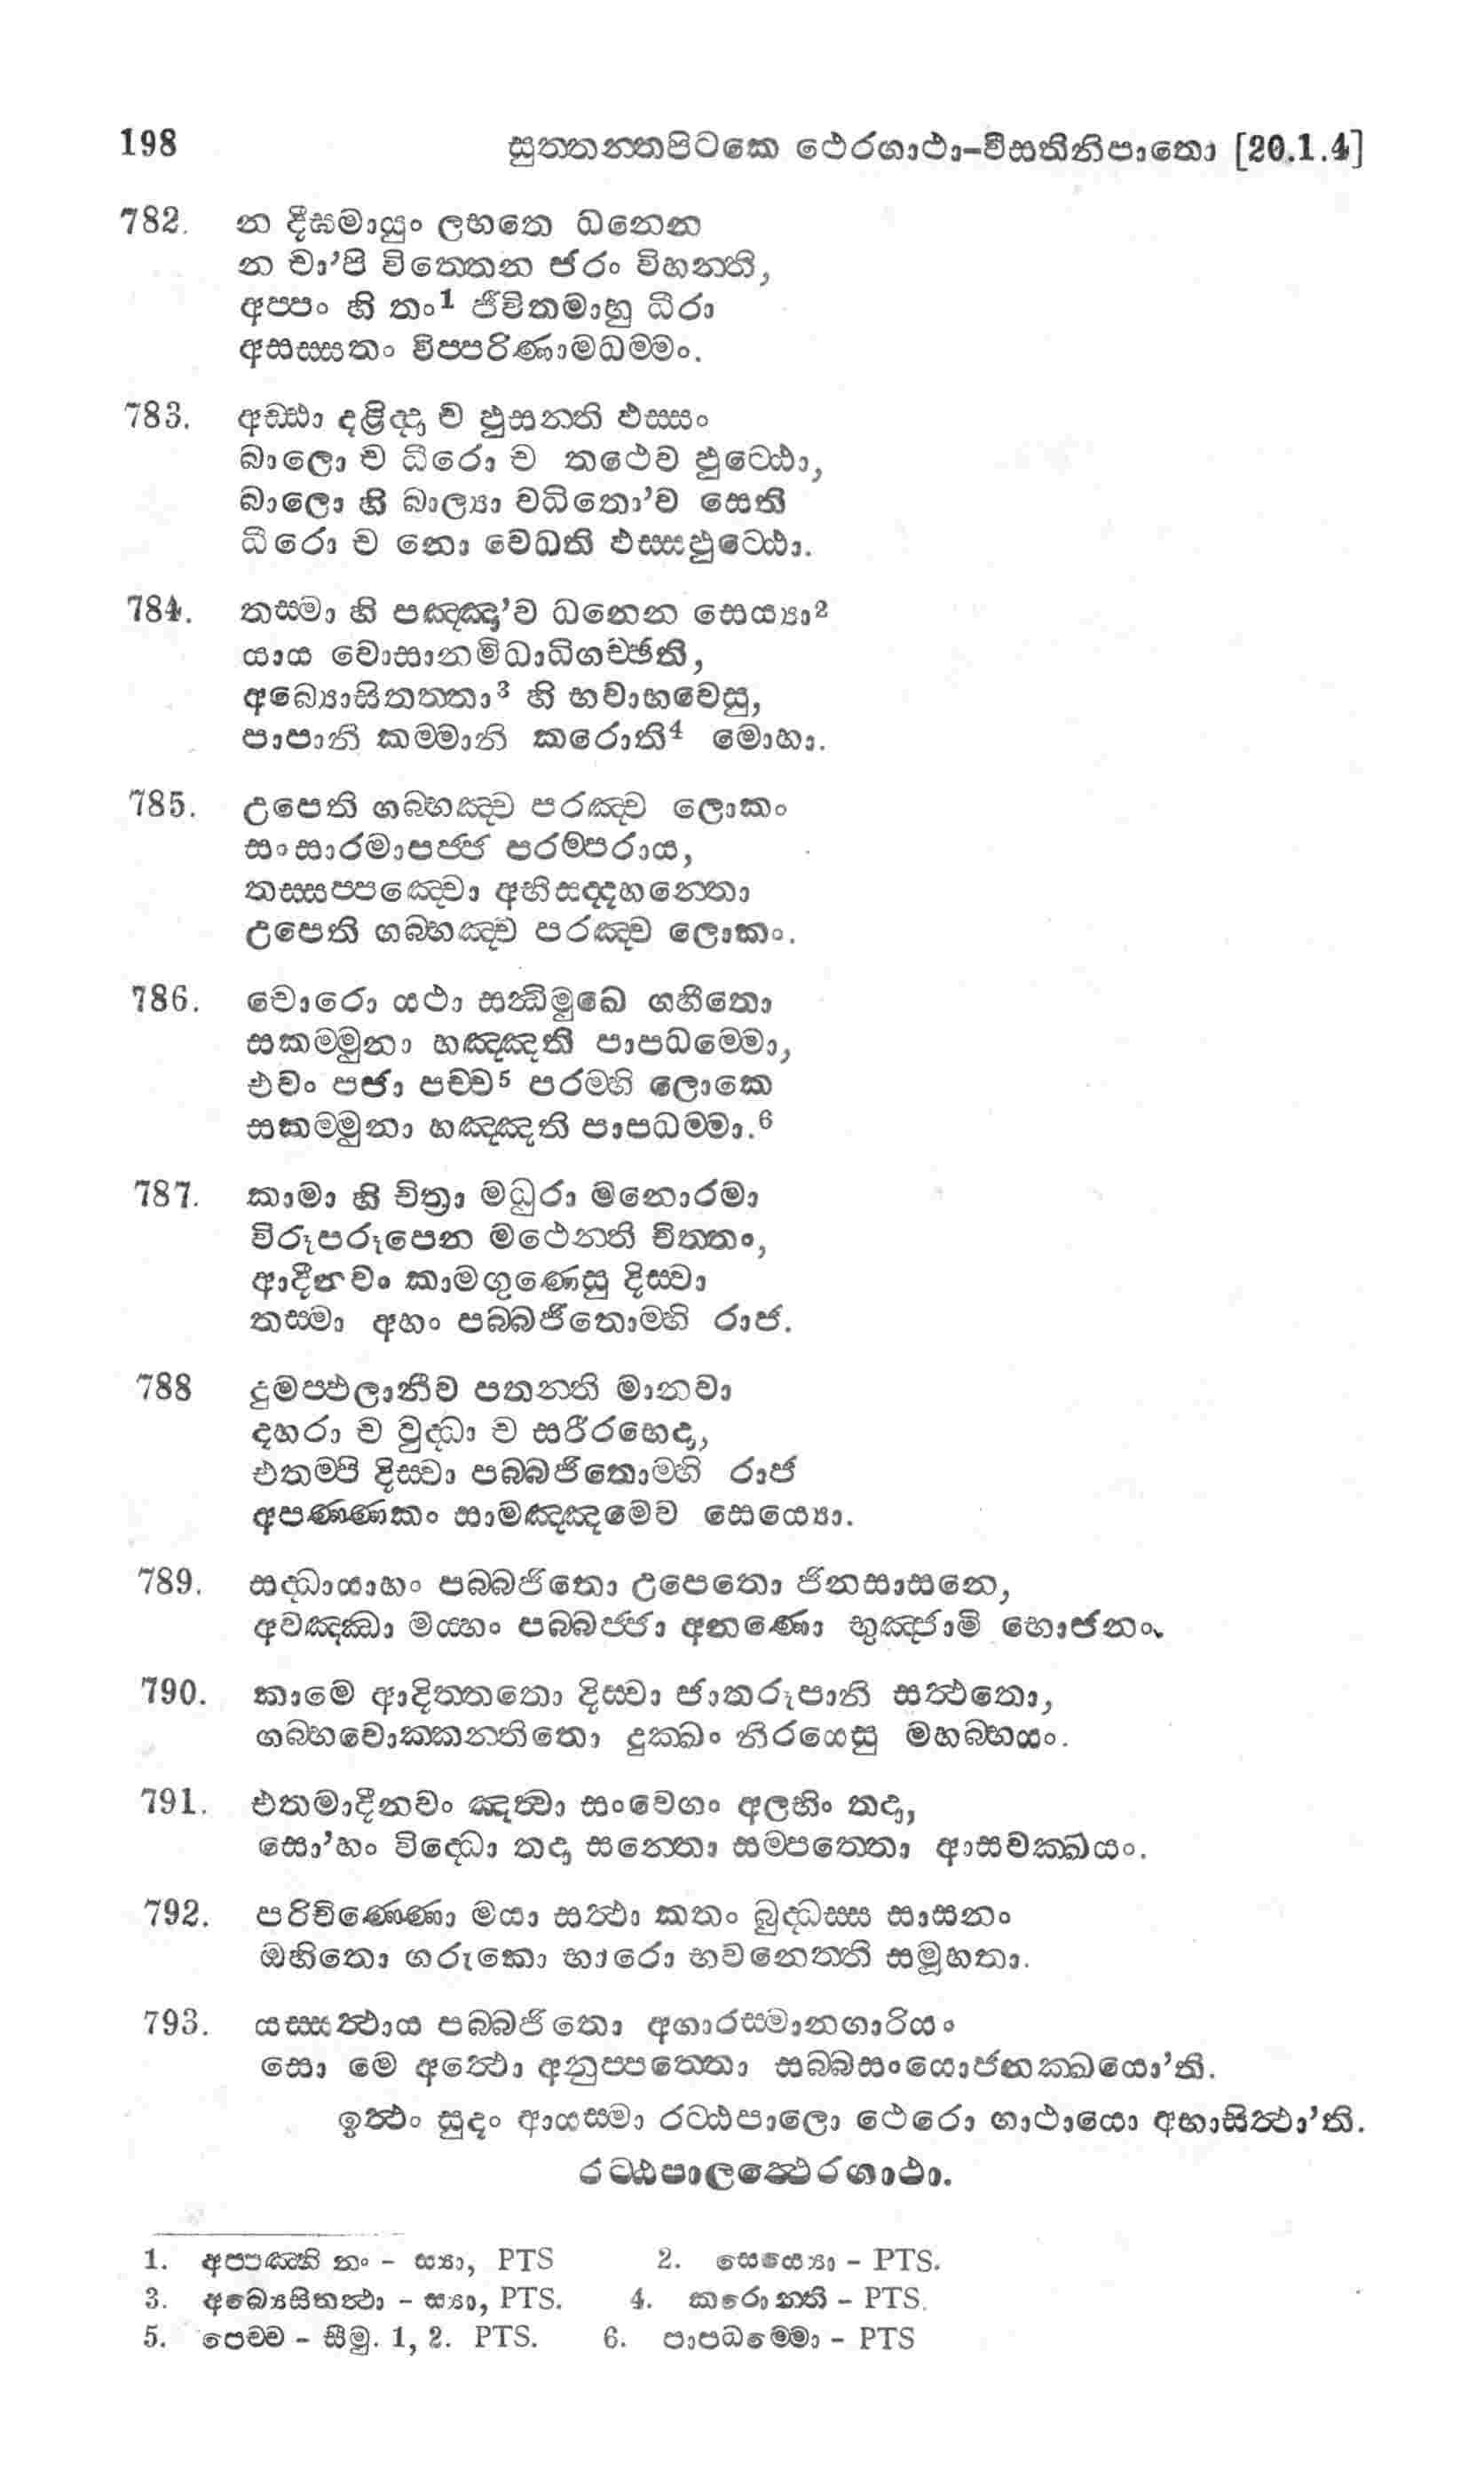 198 සුත්තන්තපිටකෙ ථෙරගාථා-වීසතිනිපාතො [20.1.4]
782. න දීඝමායුං ලභතෙ ධනෙන
න චා’පි විත්තෙන ජරං විහන්ති,
අප්පං හි තං1 ජීවිතමාහු ධීරා
අසස්සතං විප්පරිණාමධම්මං.
783. අඩ්ඪා දළිද්දා ච ඵුසන්ති ඵස්සං
බාලො ච ධීරො ච තථෙව ඵුට්ඨො,
බාලො හි බාල්‍යා වධිතො’ව සෙති
ධීරො ච නො වෙධති ඵස්සඵුට්ඨො.
784. තස්මා හි පඤ්ඤා’ව ධනෙන සෙය්‍යා2
යාය වොසානමිධාධිගච්ඡති,
අබ්‍යොසිතත්තා3 හි භවාභවෙසු,
පාපානි කම්මානි කරොති4 මොහා.
785. උපෙති ගබ්භඤ්ච පරඤ්ච ලොකං
සංසාරමාපජ්ජ පරම්පරාය,
තස්සප්පඤ්චො අභිසද්දහන්තො
උපෙති ගබ්භඤ්ච පරඤ්ච ලොකං.
786. චොරො යථා සන්ධිමුඛෙ ගහීතො
සකම්මුනා හඤ්ඤති පාපධම්මො,
එවං පජා පච්ච5 පරම්හි ලොකෙ
සකම්මුනා හඤ්ඤති පාපධම්මා.6
787. කාමා හි චිත්‍රා මධුරා මනොරමා
විරූපරූපෙන මථෙන්ති චිත්තං,
ආදීනවං කාමගුණෙසු දිස්වා
තස්මා අහං පබ්බජිතොම්හි රාජ.
788 දුමප්ඵලානීව පතන්ති මානවා
දහරා ච වුද්ධා ච සරීරභෙදා,
එතම්පි දිස්වා පබ්බජිතොම්හි රාජ
අපණ්ණකං සාමඤ්ඤමෙව සෙය්‍යො.
789. සද්ධායාහං පබ්බජිතො උපෙතො ජිනසාසනෙ,
අවඤ්ඣා මය්හං පබ්බජ්ජා අනණො භුඤ්ජාමි භොජනං.
790. කාමෙ ආදිත්තතො දිස්වා ජාතරූපානි සත්ථතො,
ගබ්භවොක්කන්තිතො දුක්ඛං නිරයෙසු මහබ්භයං.
791. එතමාදීනවං ඤත්වා සංවෙගං අලභිං තදා,
සො’හං විද්ධො තදා සන්තො සම්පත්තො ආසවක්ඛයං.
792. පරිචිණ්ණො මයා සත්ථා කතං බුද්ධස්ස සාසනං
ඔහිතො ගරුකො භාරො භවනෙත්ති සමූහතා.
793. යස්සත්ථාය පබ්බජිතො අගාරස්මානගාරියං
සො මෙ අත්ථො අනුප්පත්තො සබ්බසංයොජනක්ඛයො’ති.
ඉත්ථං සුදං ආයස්මා රට්ඨපාලො ථෙරො ගාථායො අභාසිත්ථා’ති.
රට්ඨපාලත්ථෙරගාථා.
1. අප්පඤ්හි නං - ස්‍යා, PTS 2. සෙය්‍යො - PTS.
3. අබ්‍යොසිතත්ථා - ස්‍යා, PTS. 4. කරොන්ති - PTS.
5. පෙච්ච - සීමු. 1, 2. PTS. 6. පාපධම්මො - PTS